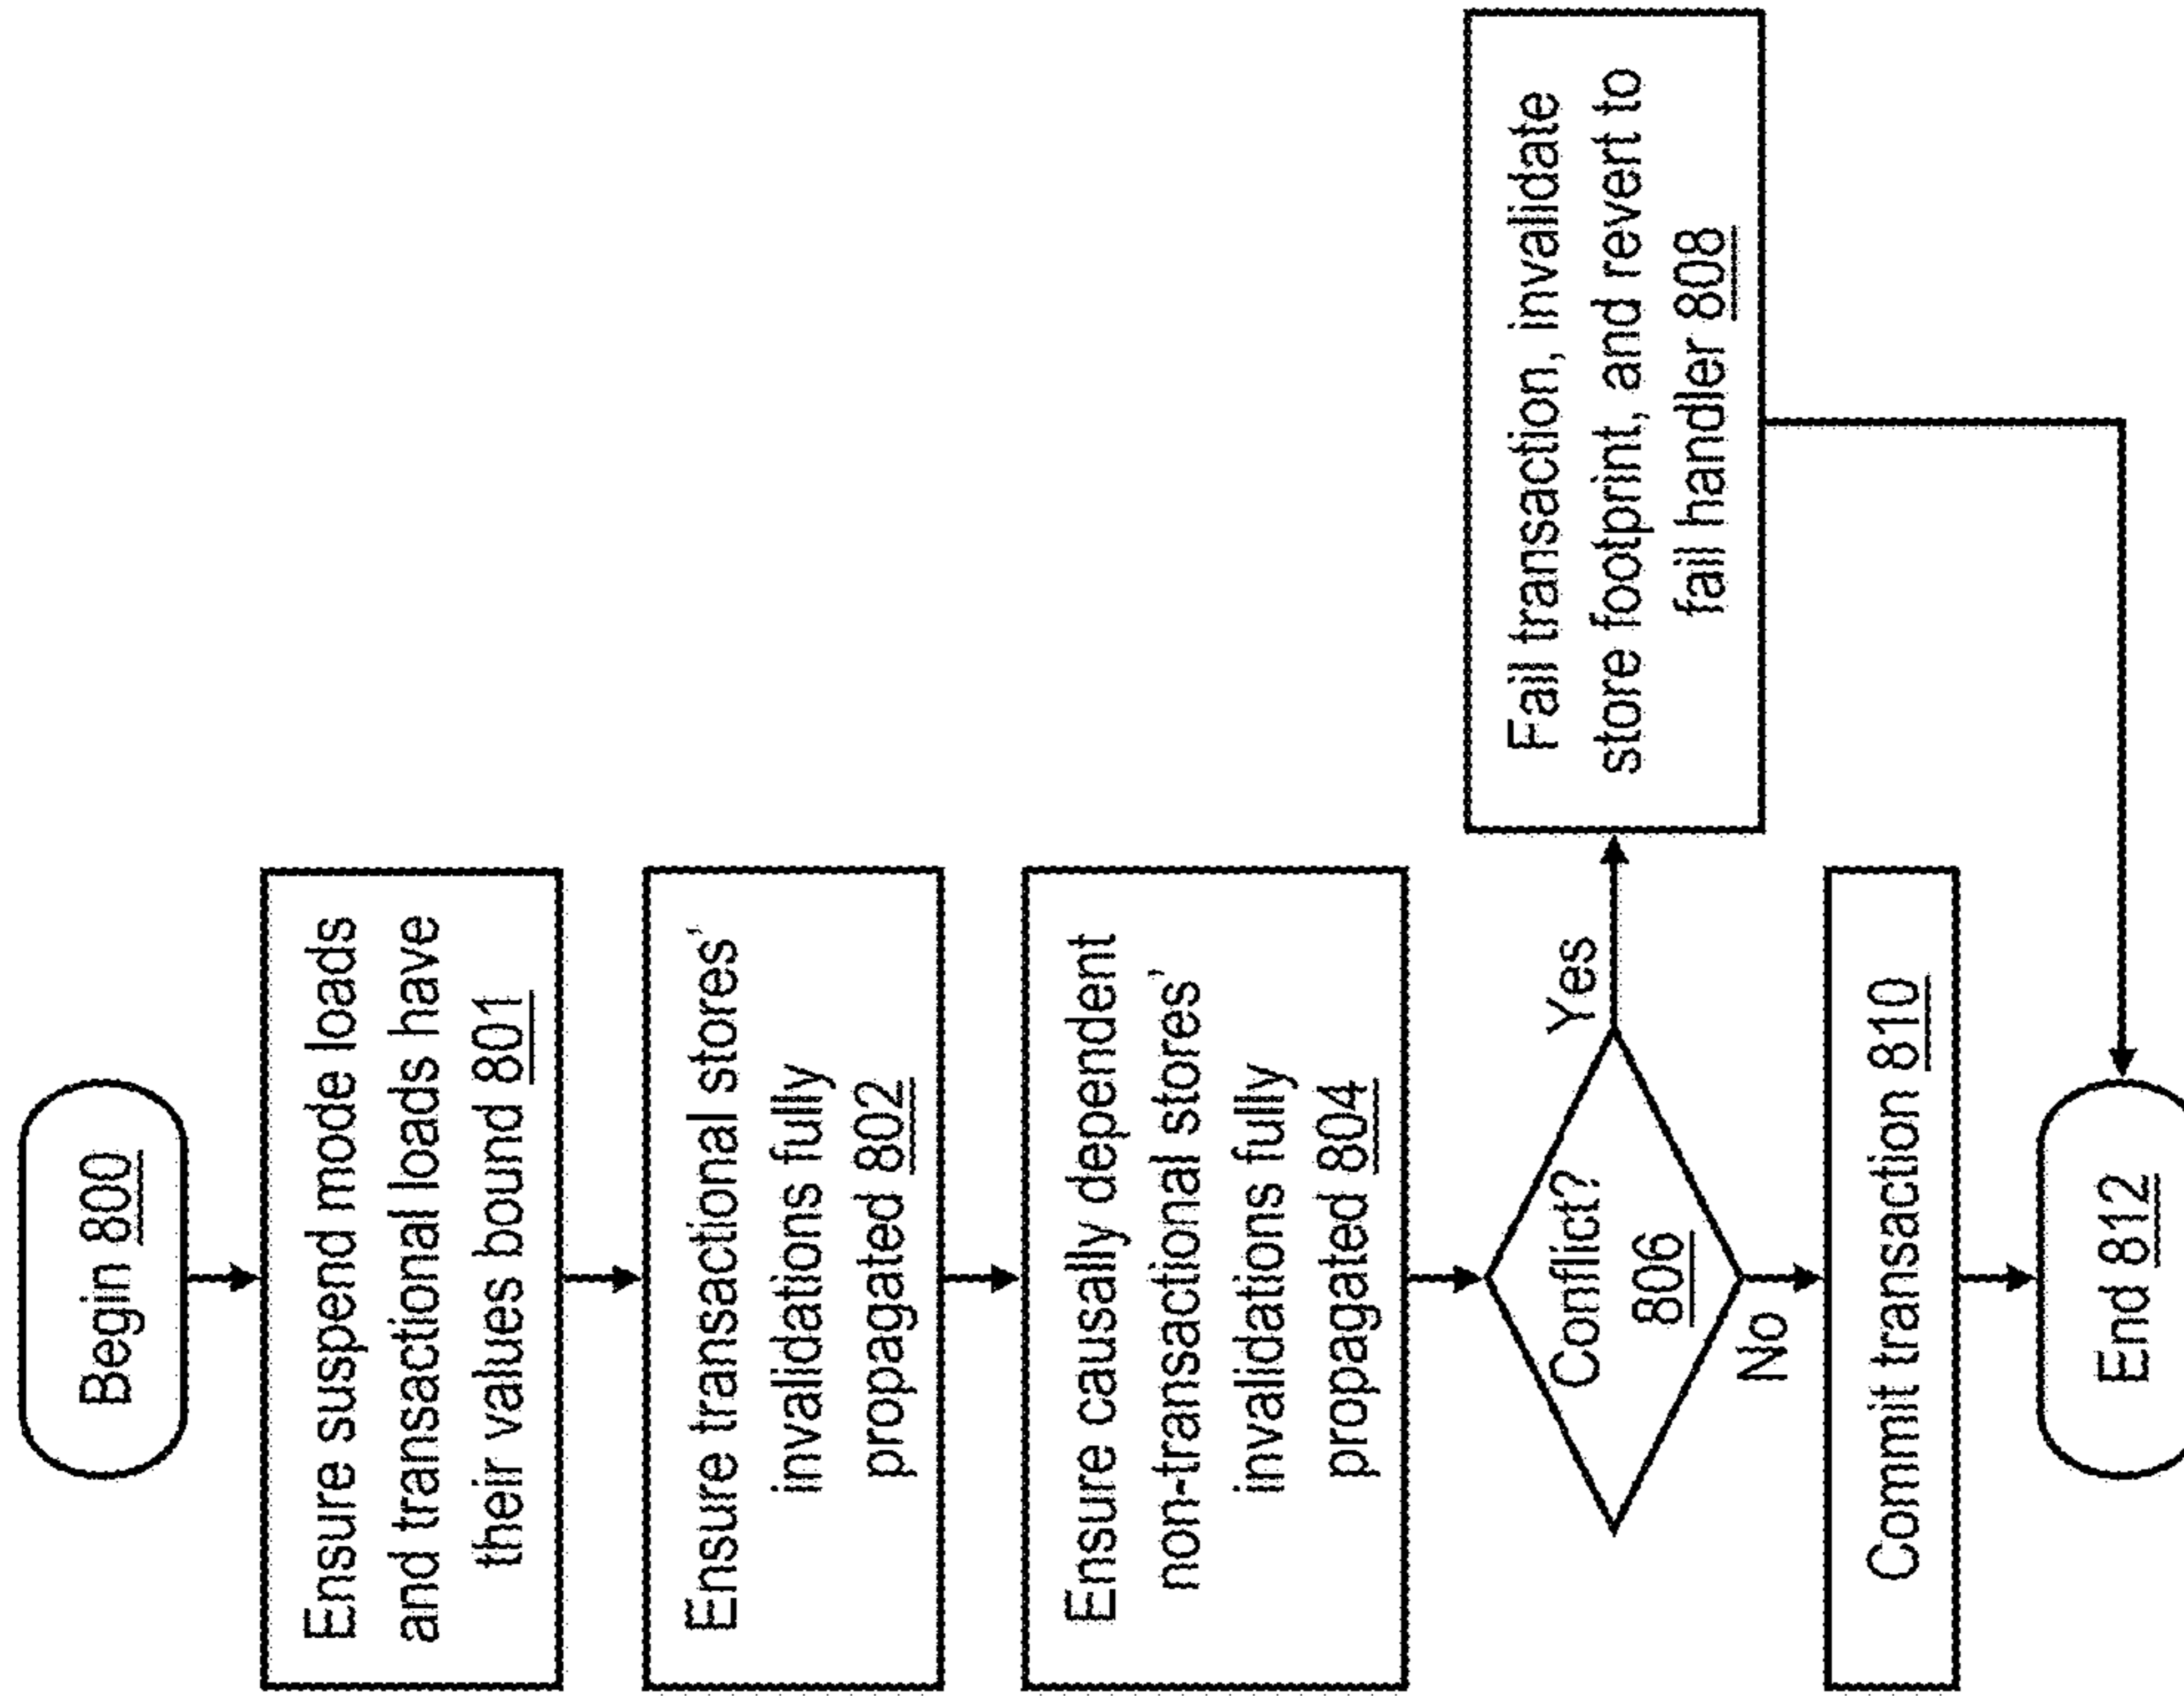 Begin 800
Ensure suspend mode loads
and transactional loads have
their values bound 801
Ensure transactional stores'
invalidations fully
propagated 802
Ensure causally dependent
non-transactional stores'
invalidations fully
propagated 804
Conflict?
806
Yes
Fail transaction, invalidate
store footprint, and revert to
fail handler 808
No
Commit transaction 810
End 812